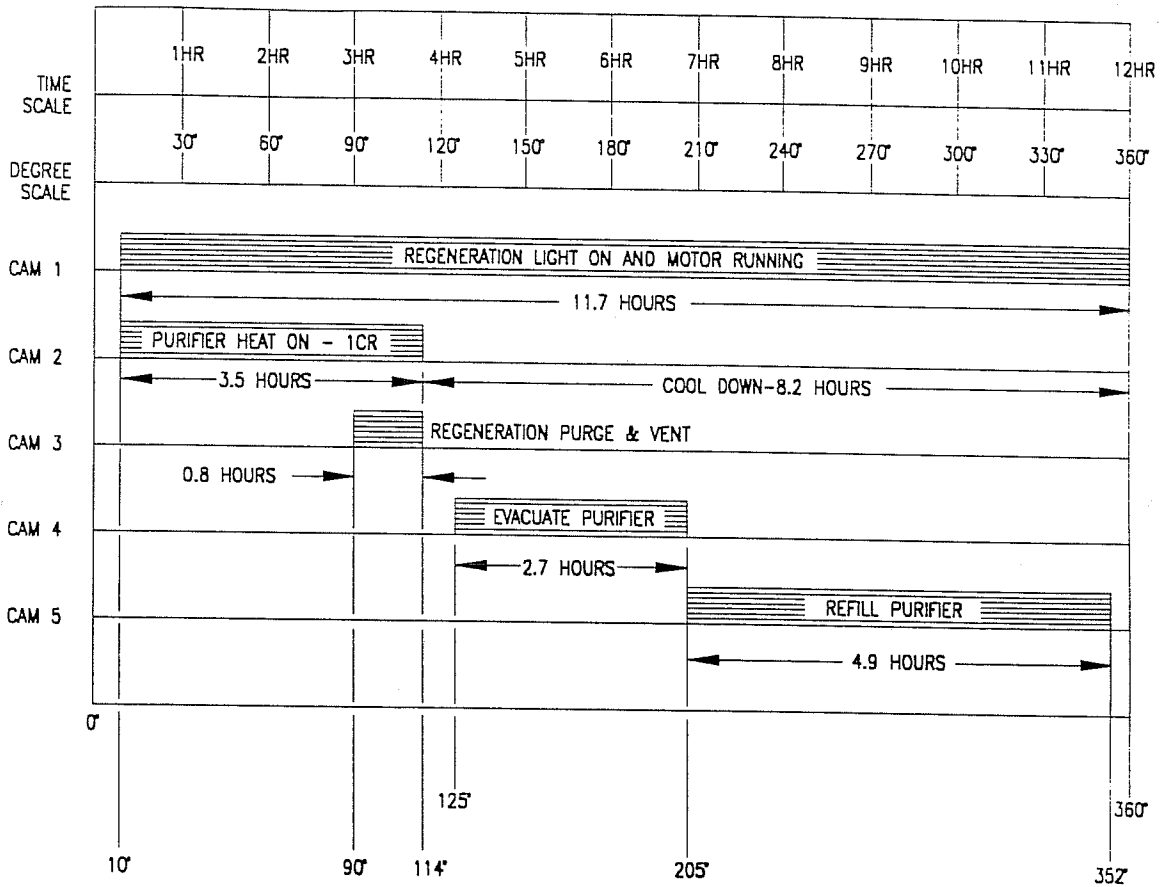 1HR 2HR 3HR 4HR 5HR 6HR 7HR 8HR 9HR 10HR 11HR 12HR
TIME
SCALE
30° 60° 90° 120° 150° 180° 210° 240° 270° 300° 330° 360°
DEGREE
SCALE
CAM 1
REGENERATION LIGHT ON AND MOTOR RUNNING
11.7 HOURS
CAM 2
PURIFIER HEAT ON - 1CR
3.5 HOURS
COOL DOWN-8.2 HOURS
CAM 3
REGENERATION PURGE & VENT
0.8 HOURS
CAM 4
EVACUATE PURIFIER
2.7 HOURS
CAM 5
REFILL PURIFIER
4.9 HOURS
0°
125°
360°
10° 90° 114° 205° 352°